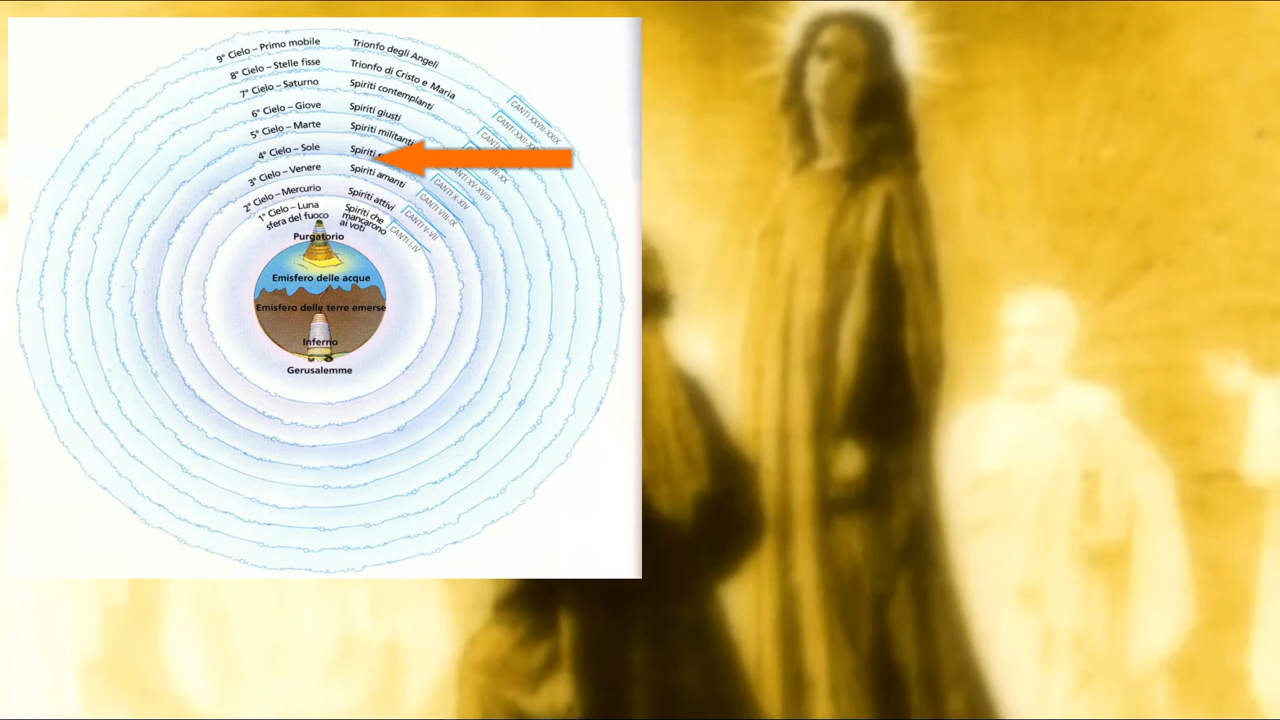 9° Cielo – Primo mobile Trionfo degli Angeli
8° Cielo – Stelle fisse Trionfo di Cristo e Maria
7° Cielo – Saturno Spiriti contemplanti
6° Cielo – Giove Spiriti giusti
5° Cielo – Marte Spiriti militanti
4° Cielo – Sole Spiriti
3° Cielo – Venere Spiriti amanti
2° Cielo – Mercurio Spiriti attivi
1° Cielo – Luna
sfera del fuoco
Spiriti che
mancarono
ai voti
CANTI XXVII-XXIX
CANTI XXII-
CANTI
CANTI XV-XVIII
CANTI X-XIV
CANTI VIII-IX
CANTI V-VII
CANTI I-IV
Purgatorio
Emisfero delle acque
Emisfero delle terre emerse
Inferno
Gerusalemme